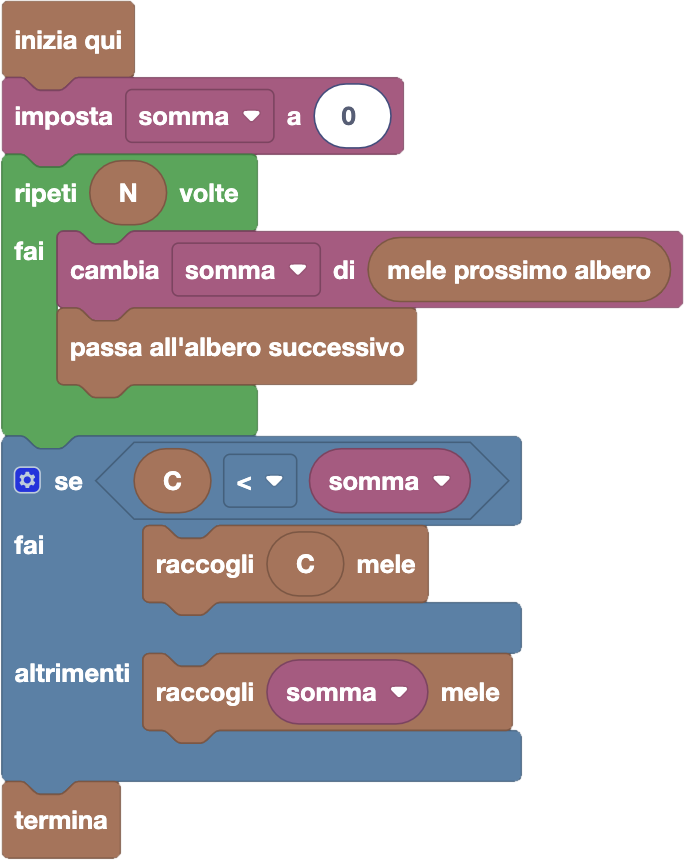 inizia qui
imposta somma a 0
ripeti N volte
fai
cambia somma di mele prossimo albero
passa all'albero successivo
se C < somma
fai
raccogli C mele
altrimenti
raccogli somma mele
termina